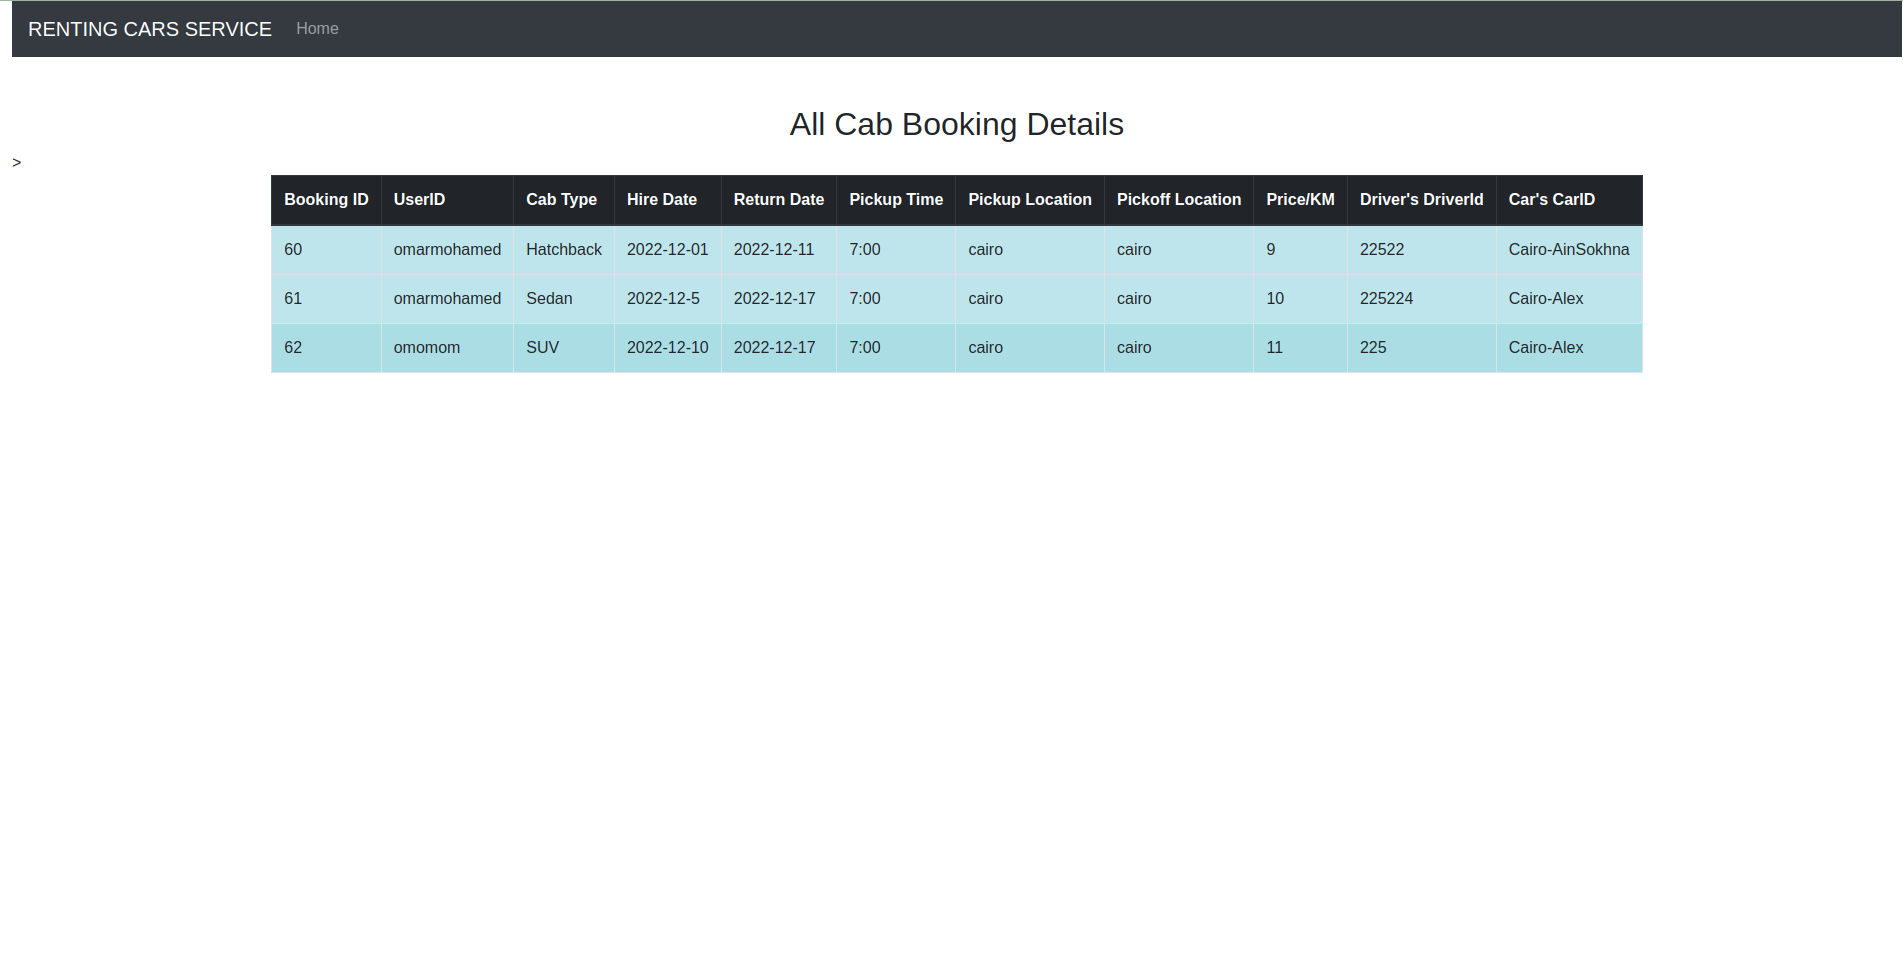 RENTING CARS SERVICE Home
All Cab Booking Details
>
Booking ID UserID Cab Type Hire Date Return Date Pickup Time Pickup Location Pickoff Location Price/KM Driver's DriverId Car's CarID
60 omarmohamed Hatchback 2022-12-01 2022-12-11 7:00 cairo cairo 9 22522 Cairo-AinSokhna
61 omarmohamed Sedan 2022-12-5 2022-12-17 7:00 cairo cairo 10 225224 Cairo-Alex
62 omomom SUV 2022-12-10 2022-12-17 7:00 cairo cairo 11 225 Cairo-Alex